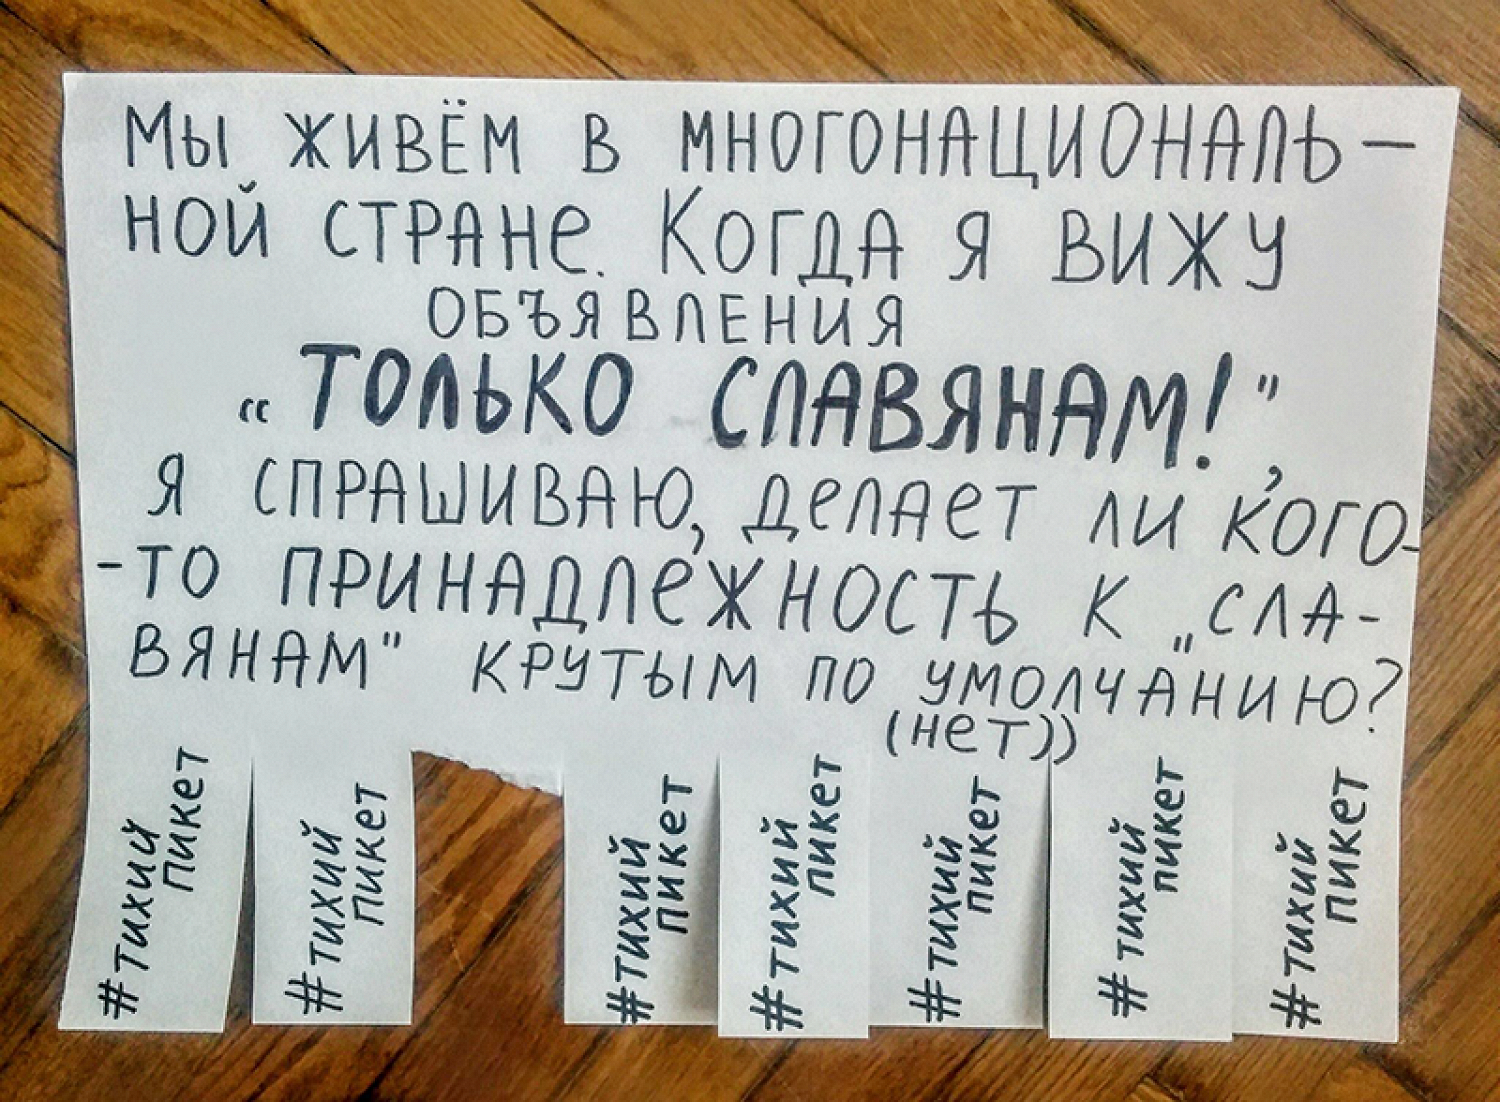 Мы живём в многонациональ–
ной стране. Когда я вижу
объявления
“ТОЛЬКО СЛАВЯНАМ!”,
я спрашиваю, делает ли кого-
-то принадлежность к „сла-
вянам” крутым по умолчанию?
(нет))
#тихий
пикет
#тихий
пикет
#тихий
пикет
#тихий
пикет
#тихий
пикет
#тихий
пикет
#тихий
пикет